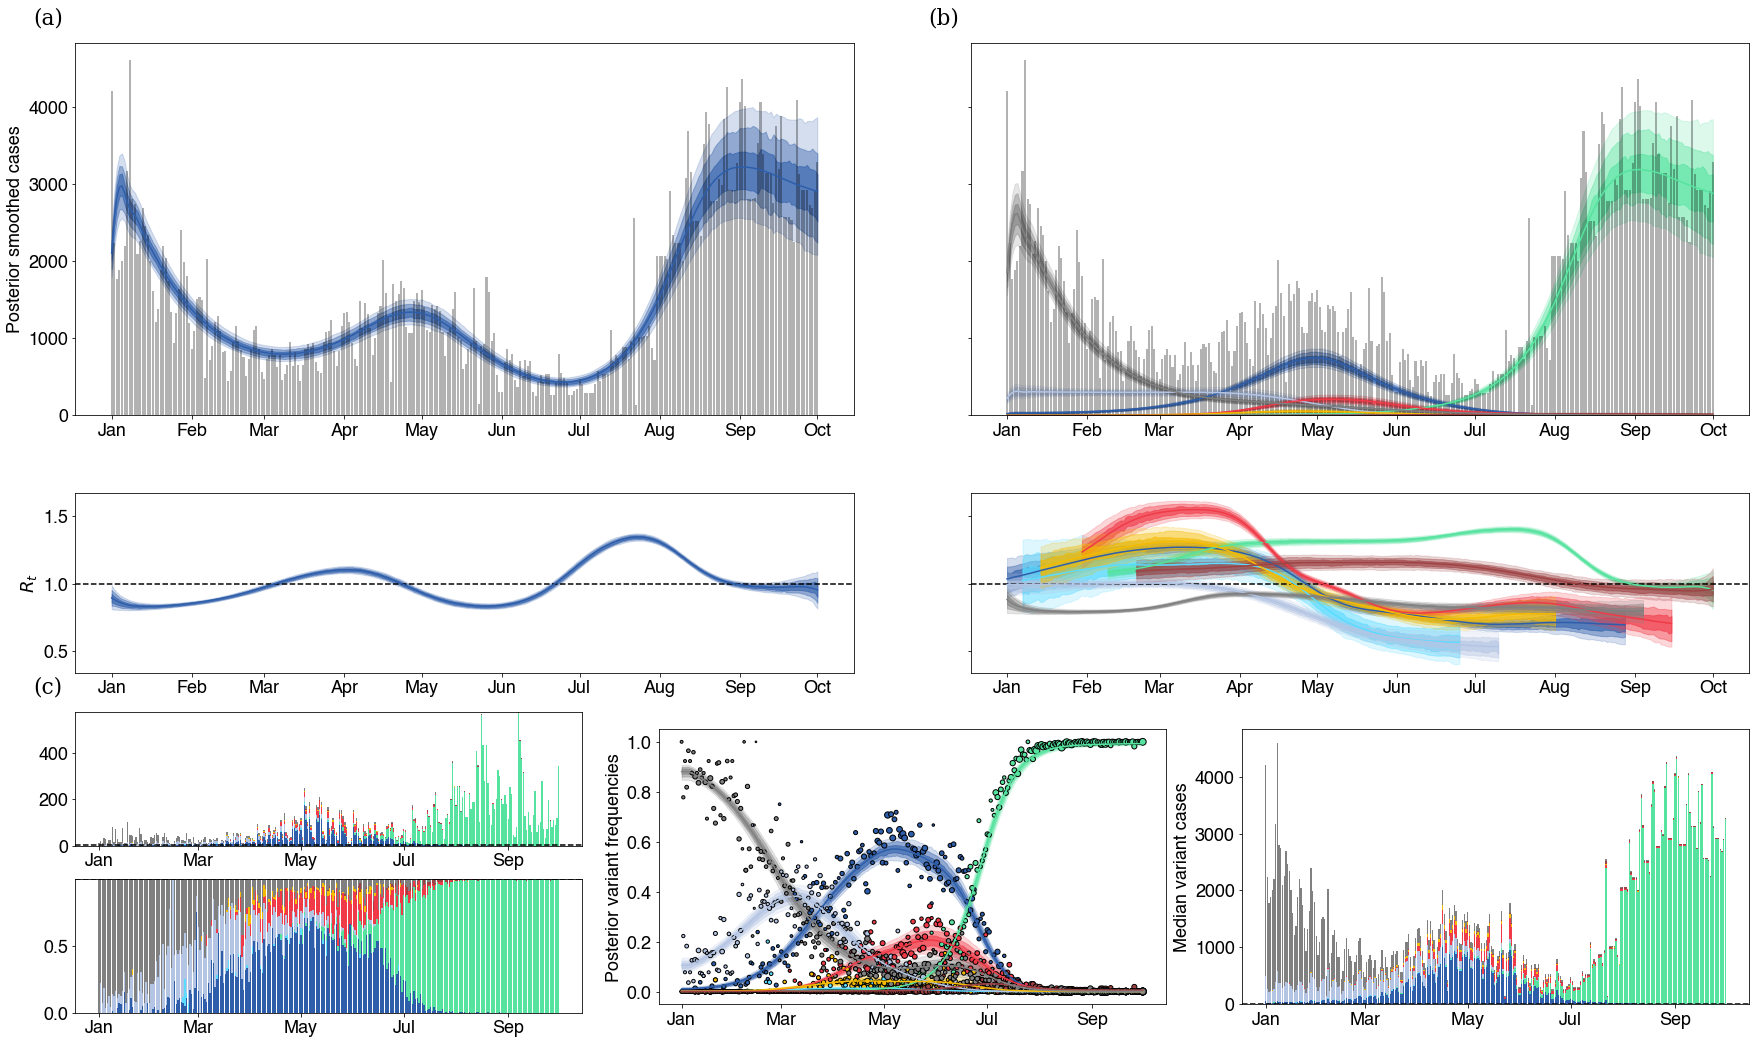 (a)
(b)
Posterior smoothed cases
4000
3000
2000
1000
0
Jan Feb Mar Apr May Jun Jul Aug Sep Oct
Jan Feb Mar Apr May Jun Jul Aug Sep Oct
R_t
1.5
1.0
0.5
Jan Feb Mar Apr May Jun Jul Aug Sep Oct
Jan Feb Mar Apr May Jun Jul Aug Sep Oct
(c)
400
200
0
Jan Mar May Jul Sep
0.5
0.0
Jan Mar May Jul Sep
Posterior variant frequencies
1.0
0.8
0.6
0.4
0.2
0.0
Jan Mar May Jul Sep
Median variant cases
4000
3000
2000
1000
0
Jan Mar May Jul Sep